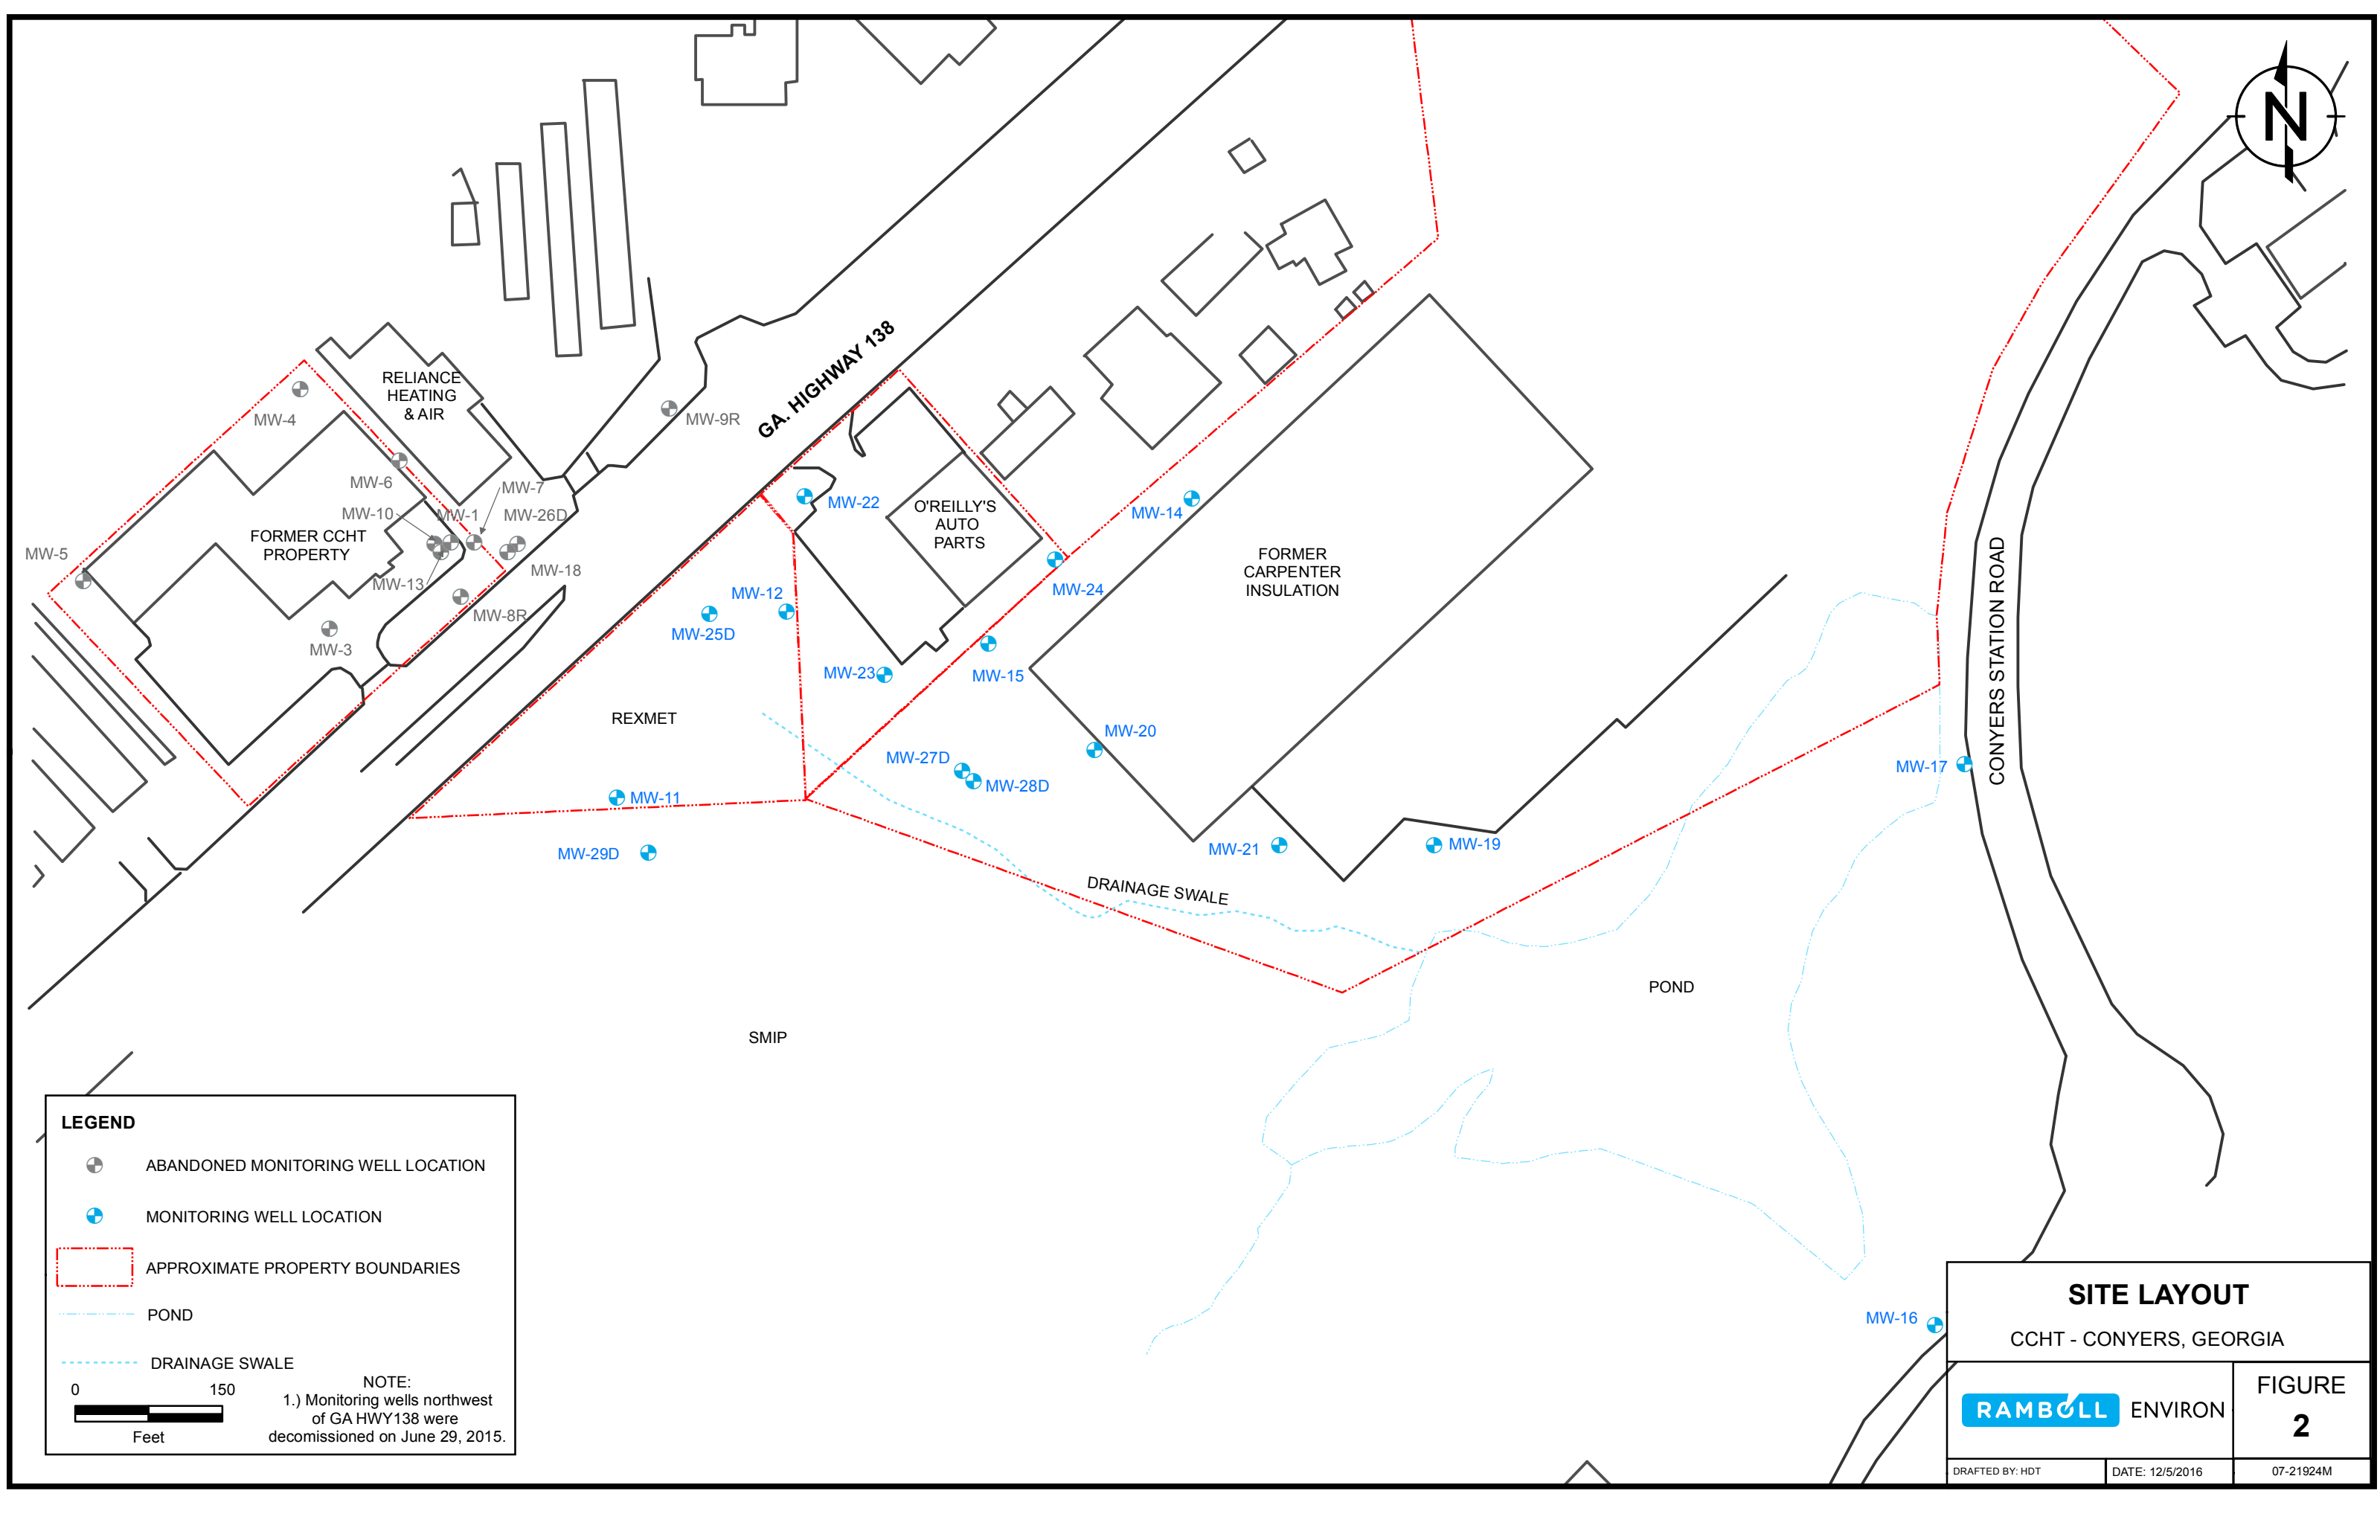 N
RELIANCE
HEATING
& AIR
MW-4
MW-9R
GA. HIGHWAY 138
MW-6
MW-7
MW-10
MW-1
MW-26D
MW-22
O'REILLY'S
AUTO
PARTS
MW-14
FORMER CCHT
PROPERTY
MW-5
MW-13
MW-18
FORMER
CARPENTER
INSULATION
MW-24
MW-12
MW-8R
MW-25D
MW-3
MW-23
MW-15
CONYERS STATION ROAD
REXMET
MW-20
MW-27D
MW-28D
MW-17
MW-11
MW-29D
MW-21
MW-19
DRAINAGE SWALE
POND
SMIP
LEGEND
ABANDONED MONITORING WELL LOCATION
MONITORING WELL LOCATION
APPROXIMATE PROPERTY BOUNDARIES
POND
DRAINAGE SWALE
0 150
Feet
NOTE:
1.) Monitoring wells northwest
of GA HWY138 were
decomissioned on June 29, 2015.
MW-16
SITE LAYOUT
CCHT - CONYERS, GEORGIA
RAMBOLL ENVIRON
FIGURE
2
DRAFTED BY: HDT
DATE: 12/5/2016
07-21924M